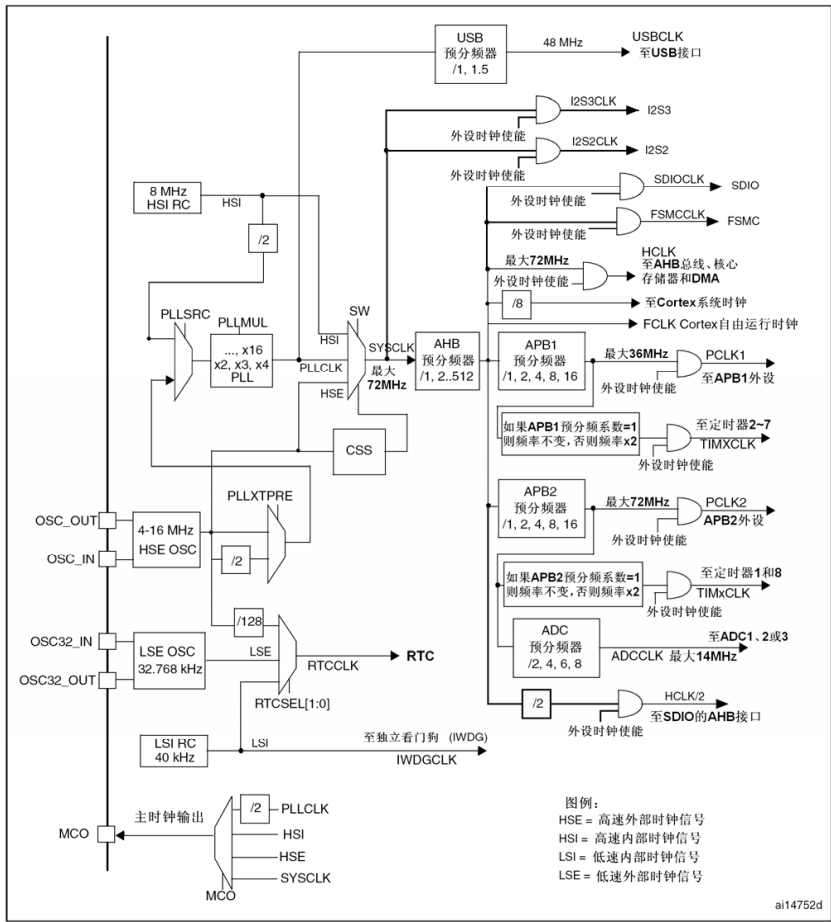 USB
预分频器
/1, 1.5
48 MHz
USBCLK
至USB接口
I2S3CLK
I2S3
外设时钟使能
I2S2CLK
I2S2
外设时钟使能
8 MHz
HSI RC
HSI
/2
SDIOCLK
SDIO
外设时钟使能
FSMCCLK
FSMC
外设时钟使能
最大72MHz
外设时钟使能
HCLK
至AHB总线、核心
存储器和DMA
/8
至Cortex系统时钟
FCLK Cortex自由运行时钟
PLLSRC
PLLMUL
..., x16
x2, x3, x4
PLL
SW
HSI
PLLCLK
HSE
SYSCLK
最大
72MHz
AHB
预分频器
/1, 2..512
APB1
预分频器
/1, 2, 4, 8, 16
最大36MHz
PCLK1
至APB1外设
外设时钟使能
CSS
如果APB1预分频系数=1
则频率不变，否则频率x2
至定时器2~7
TIMXCLK
外设时钟使能
PLLXTPRE
OSC_OUT
OSC_IN
4-16 MHz
HSE OSC
/2
APB2
预分频器
/1, 2, 4, 8, 16
最大72MHz
PCLK2
APB2外设
外设时钟使能
如果APB2预分频系数=1
则频率不变，否则频率x2
至定时器1和8
TIMxCLK
外设时钟使能
/128
OSC32_IN
OSC32_OUT
LSE OSC
32.768 kHz
LSE
RTCCLK
RTC
RTCSEL[1:0]
ADC
预分频器
/2, 4, 6, 8
至ADC1、2或3
ADCCLK 最大14MHz
/2
HCLK/2
至SDIO的AHB接口
外设时钟使能
LSI RC
40 kHz
LSI
至独立看门狗 (IWDG)
IWDGCLK
MCO
主时钟输出
/2
PLLCLK
HSI
HSE
SYSCLK
MCO
图例：
HSE = 高速外部时钟信号
HSI = 高速内部时钟信号
LSI = 低速内部时钟信号
LSE = 低速外部时钟信号
ai14752d